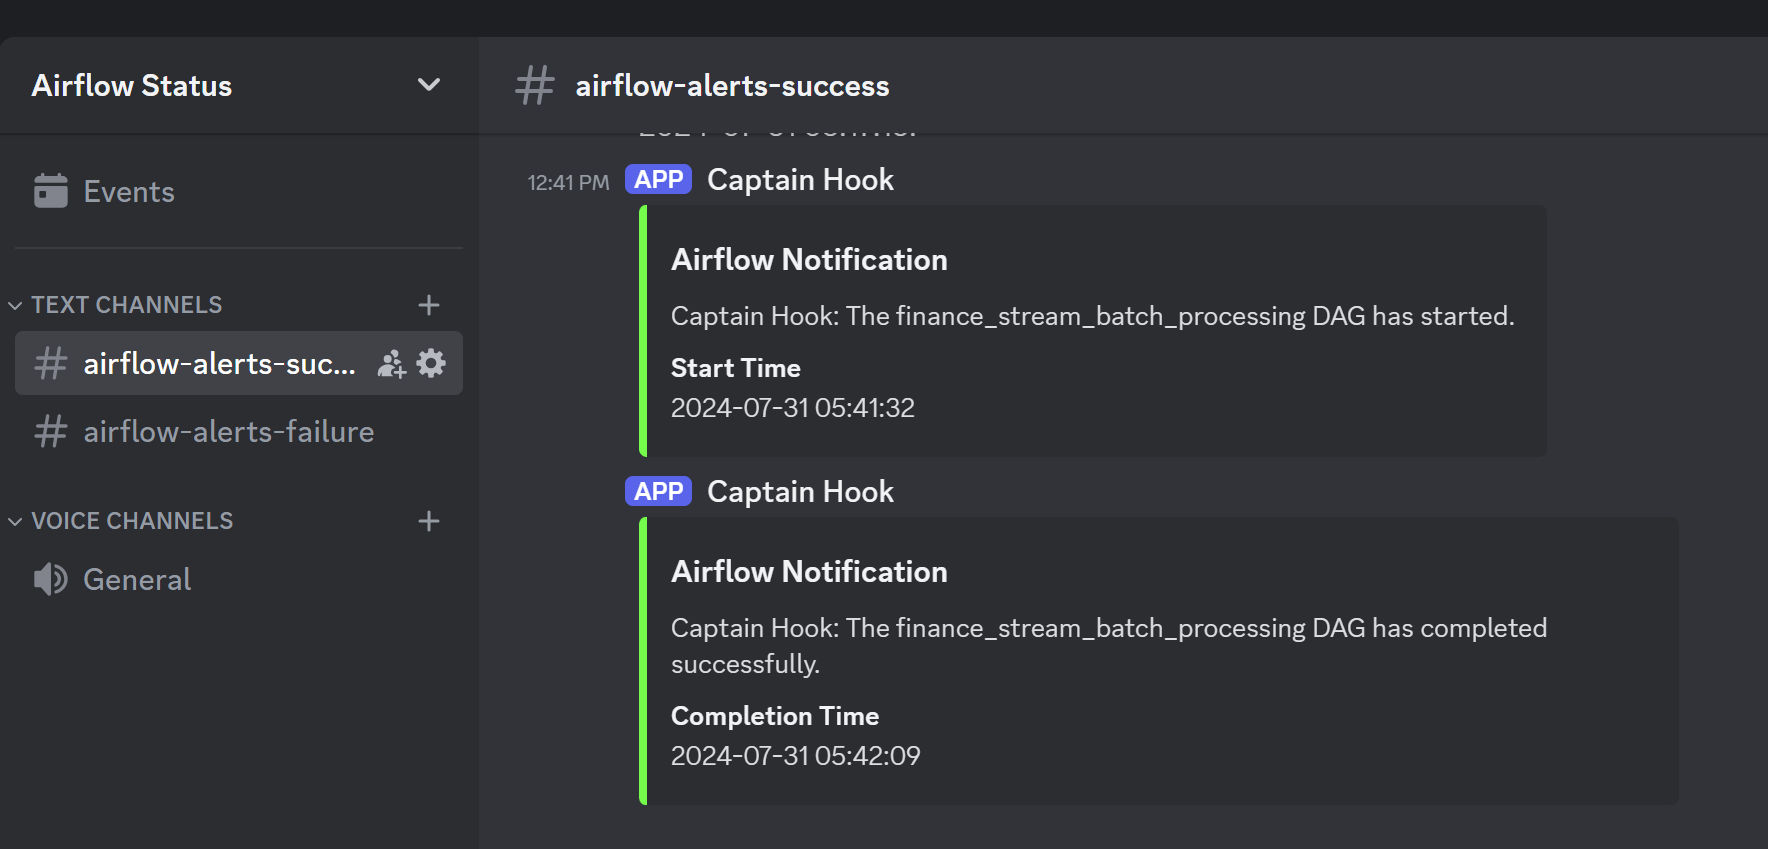 Airflow Status
Events
TEXT CHANNELS
airflow-alerts-suc...
airflow-alerts-failure
VOICE CHANNELS
General
airflow-alerts-success
12:41 PM APP Captain Hook
Airflow Notification
Captain Hook: The finance_stream_batch_processing DAG has started.
Start Time
2024-07-31 05:41:32
APP Captain Hook
Airflow Notification
Captain Hook: The finance_stream_batch_processing DAG has completed
successfully.
Completion Time
2024-07-31 05:42:09